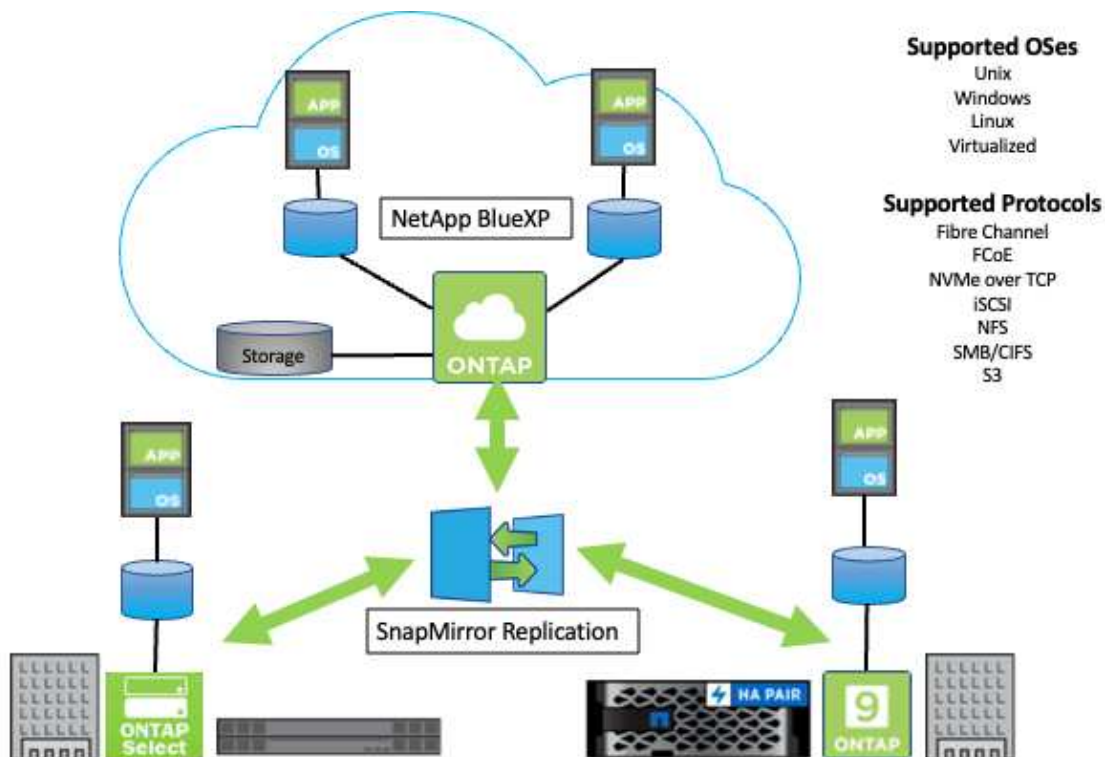 Supported OSes
Unix
Windows
Linux
Virtualized
Supported Protocols
Fibre Channel
FCoE
NVMe over TCP
iSCSI
NFS
SMB/CIFS
S3
APP
OS
APP
OS
NetApp BlueXP
Storage
ONTAP
APP
OS
APP
OS
SnapMirror Replication
ONTAP
Select
HA PAIR
9
ONTAP